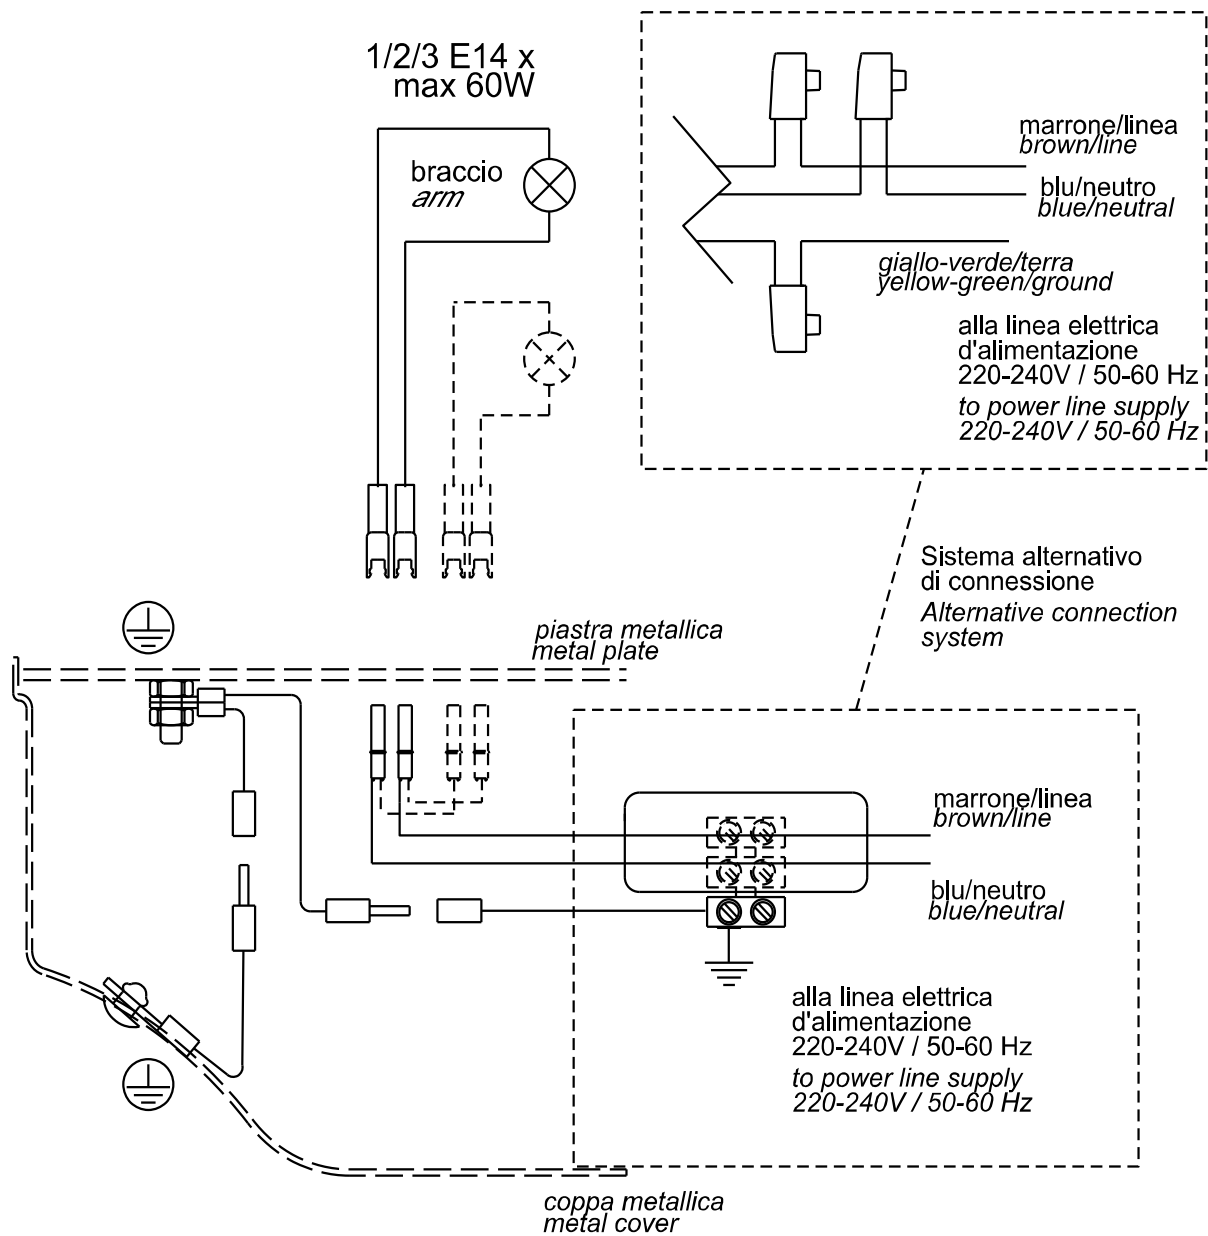 1/2/3 E14 x
max 60W
braccio
arm
marrone/linea
brown/line
blu/neutro
blue/neutral
giallo-verde/terra
yellow-green/ground
alla linea elettrica
d'alimentazione
220-240V / 50-60 Hz
to power line supply
220-240V / 50-60 Hz
Sistema alternativo
di connessione
Alternative connection
system
piastra metallica
metal plate
marrone/linea
brown/line
blu/neutro
blue/neutral
alla linea elettrica
d'alimentazione
220-240V / 50-60 Hz
to power line supply
220-240V / 50-60 Hz
coppa metallica
metal cover